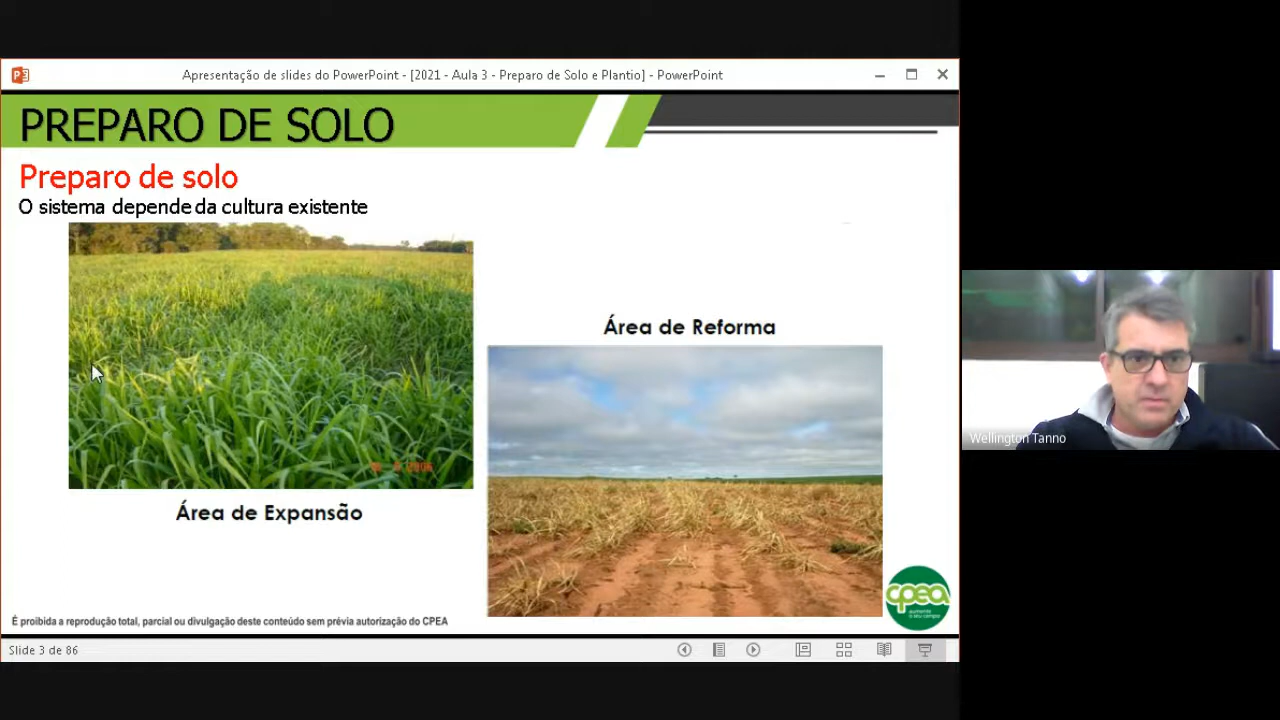 Apresentação de slides do PowerPoint - [2021 - Aula 3 - Preparo de Solo e Plantio] - PowerPoint
PREPARO DE SOLO
Preparo de solo
O sistema depende da cultura existente
Área de Reforma
Área de Expansão
cpea
É proibida a reprodução total, parcial ou divulgação deste conteúdo sem prévia autorização do CPEA
Slide 3 de 86
Wellington Tanno